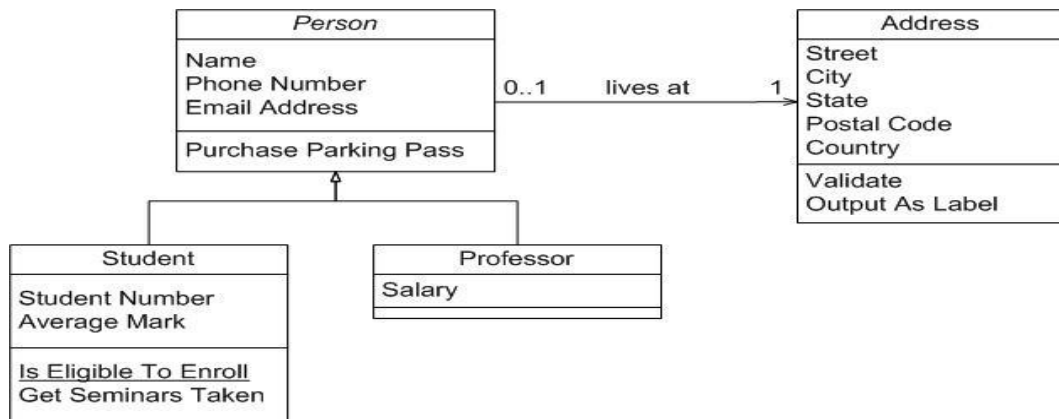 Person
Name
Phone Number
Email Address
Purchase Parking Pass
0..1 lives at 1
Address
Street
City
State
Postal Code
Country
Validate
Output As Label
Student
Student Number
Average Mark
Is Eligible To Enroll
Get Seminars Taken
Professor
Salary